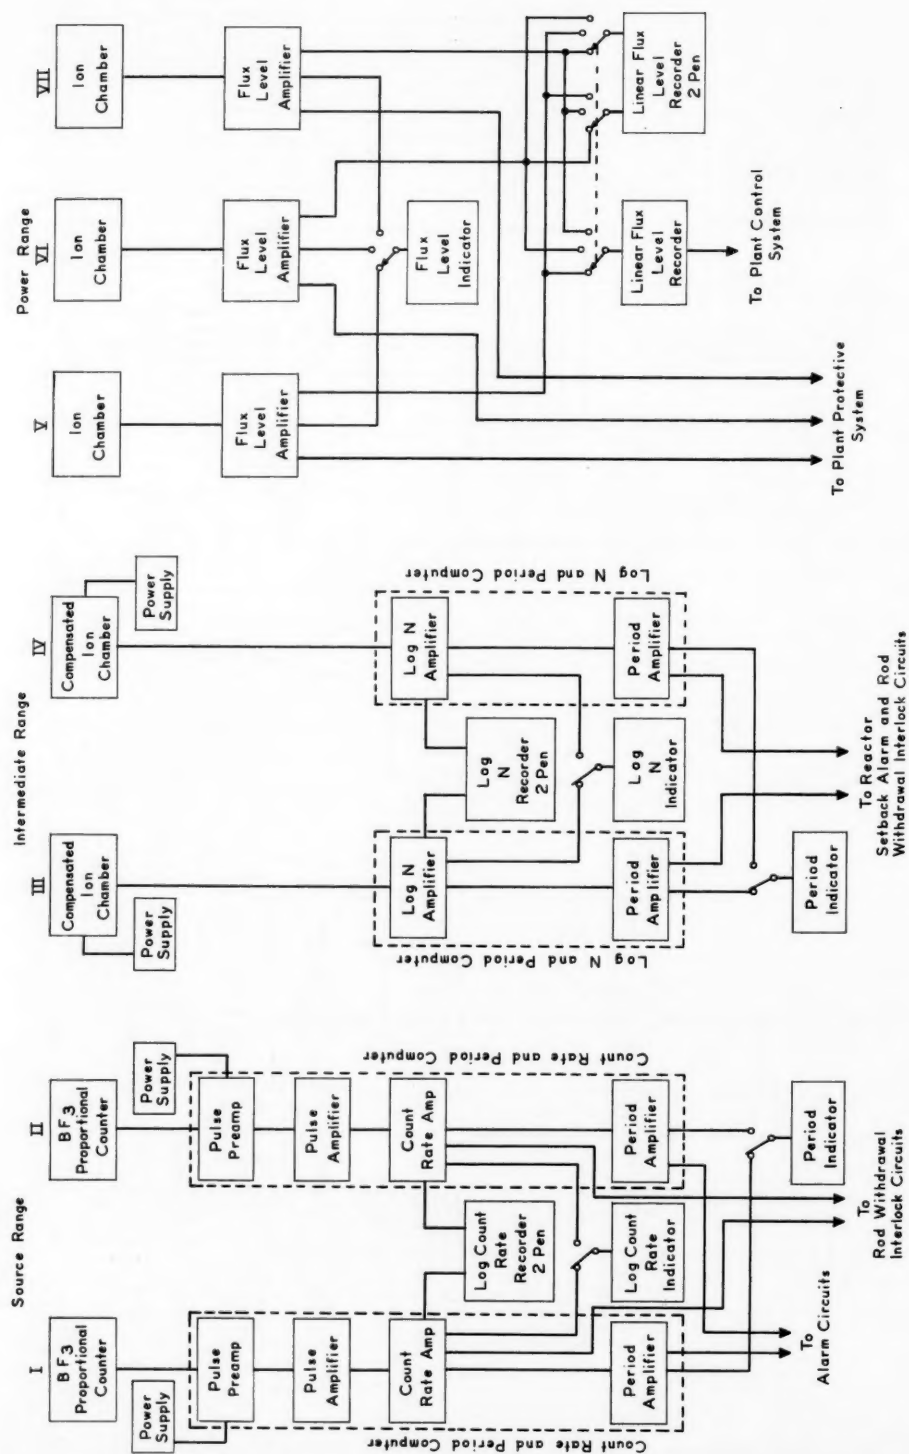 Source Range
Intermediate Range
Power Range
I
II
III
IV
V
VI
VII
BF3
Proportional
Counter
BF3
Proportional
Counter
Compensated
Ion
Chamber
Compensated
Ion
Chamber
Ion
Chamber
Ion
Chamber
Ion
Chamber
Power
Supply
Power
Supply
Power
Supply
Power
Supply
Pulse
Preamp
Pulse
Preamp
Flux
Level
Amplifier
Flux
Level
Amplifier
Flux
Level
Amplifier
Pulse
Amplifier
Pulse
Amplifier
Count
Rate Amp
Count
Rate Amp
Log N
Amplifier
Log N
Amplifier
Flux
Level
Indicator
Count Rate and Period Computer
Count Rate and Period Computer
Log N and Period Computer
Log N and Period Computer
Log Count
Rate
Recorder
2 Pen
Log
N
Recorder
2 Pen
Log Count
Rate
Indicator
Log
N
Indicator
Period
Amplifier
Period
Amplifier
Period
Amplifier
Period
Amplifier
Linear Flux
Level
Recorder
Linear Flux
Level
Recorder
2 Pen
Period
Indicator
Period
Indicator
To
Alarm Circuits
To
Rod Withdrawal
Interlock Circuits
To Reactor
Setback Alarm and Rod
Withdrawal Interlock Circuits
To Plant Protective
System
To Plant Control
System